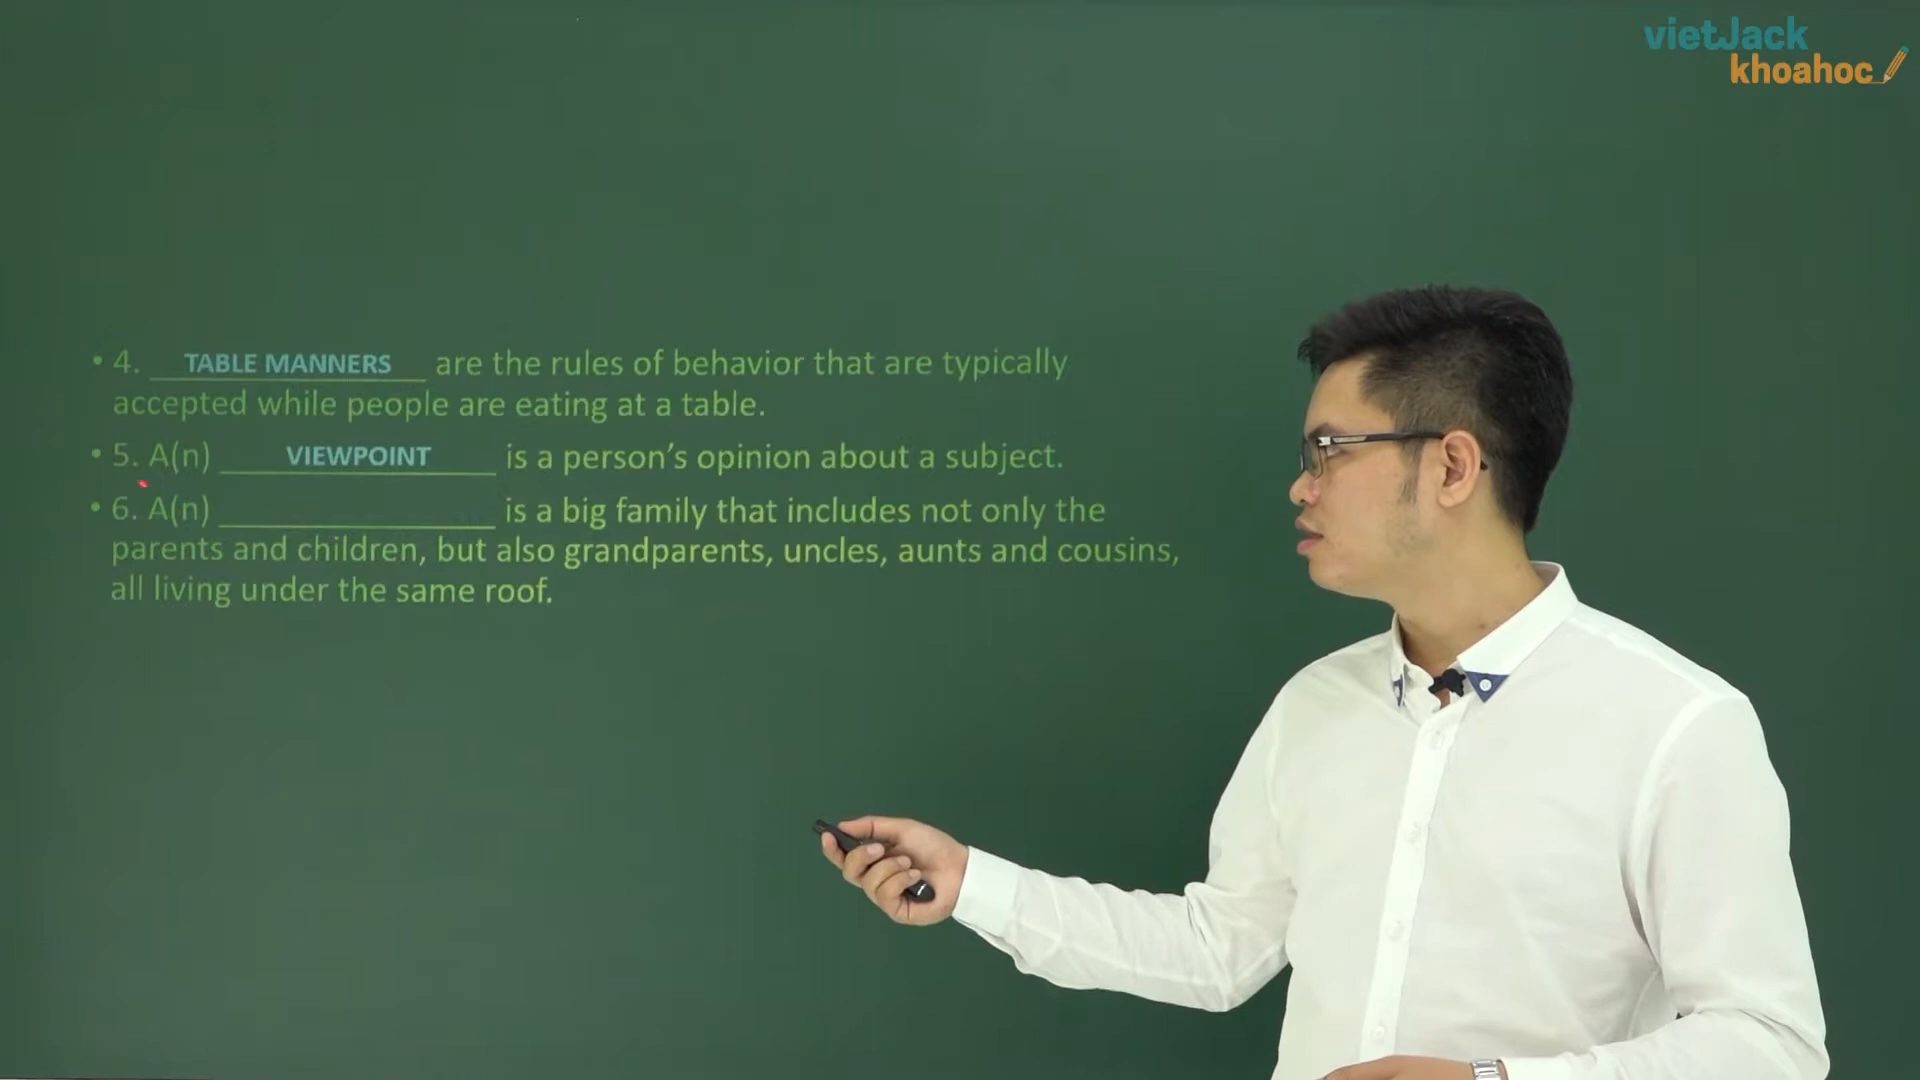 vietJack
khoahoc
• 4. TABLE MANNERS are the rules of behavior that are typically
accepted while people are eating at a table.
• 5. A(n) VIEWPOINT is a person’s opinion about a subject.
• 6. A(n) _______________ is a big family that includes not only the
parents and children, but also grandparents, uncles, aunts and cousins,
all living under the same roof.